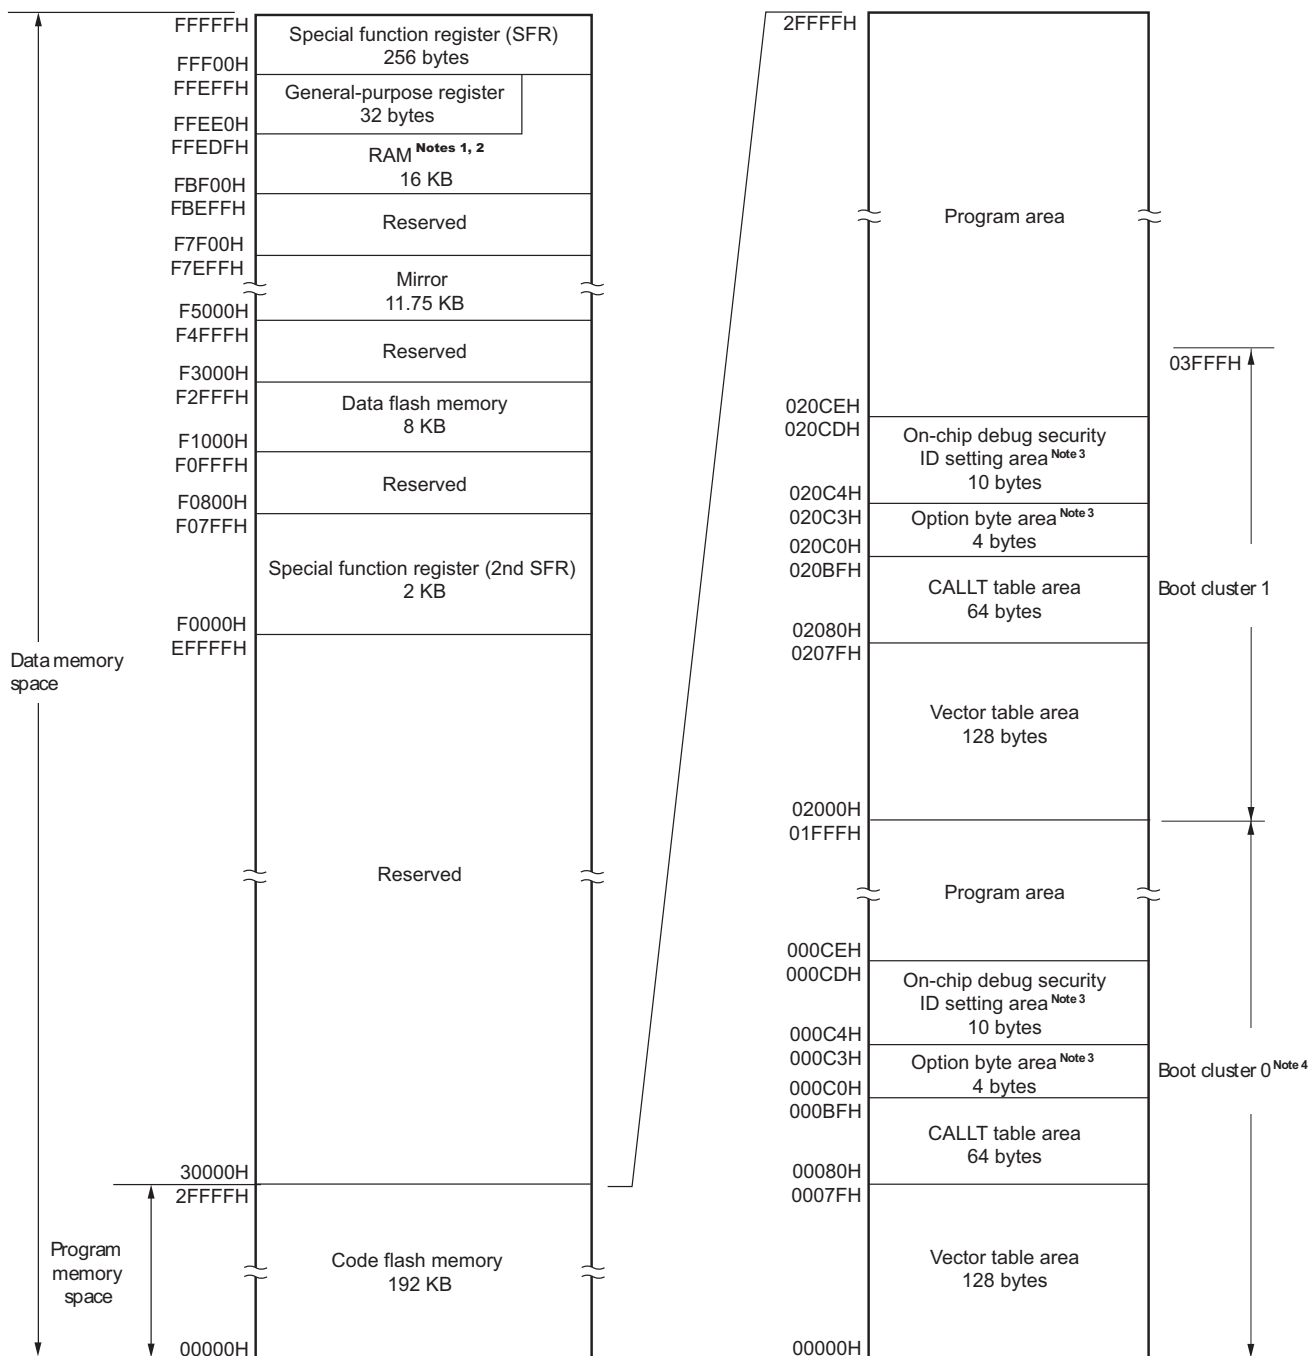 FFFFFH
Special function register (SFR)
256 bytes
FFF00H
FFEFFH
General-purpose register
32 bytes
FFEE0H
FFEDFH
RAM Notes 1, 2
16 KB
FBF00H
FBEFFH
Reserved
F7F00H
F7EFFH
Mirror
11.75 KB
F5000H
F4FFFH
Reserved
F3000H
F2FFFH
Data flash memory
8 KB
F1000H
F0FFFH
Reserved
F0800H
F07FFH
Special function register (2nd SFR)
2 KB
F0000H
EFFFFH
Data memory
space
Reserved
30000H
2FFFFH
Program
memory
space
Code flash memory
192 KB
00000H
2FFFFH
Program area
03FFFH
020CEH
020CDH
On-chip debug security
ID setting area Note 3
10 bytes
020C4H
020C3H
Option byte area Note 3
4 bytes
020C0H
020BFH
CALLT table area
64 bytes
Boot cluster 1
02080H
0207FH
Vector table area
128 bytes
02000H
01FFFH
Program area
000CEH
000CDH
On-chip debug security
ID setting area Note 3
10 bytes
000C4H
000C3H
Option byte area Note 3
4 bytes
Boot cluster 0 Note 4
000C0H
000BFH
CALLT table area
64 bytes
00080H
0007FH
Vector table area
128 bytes
00000H